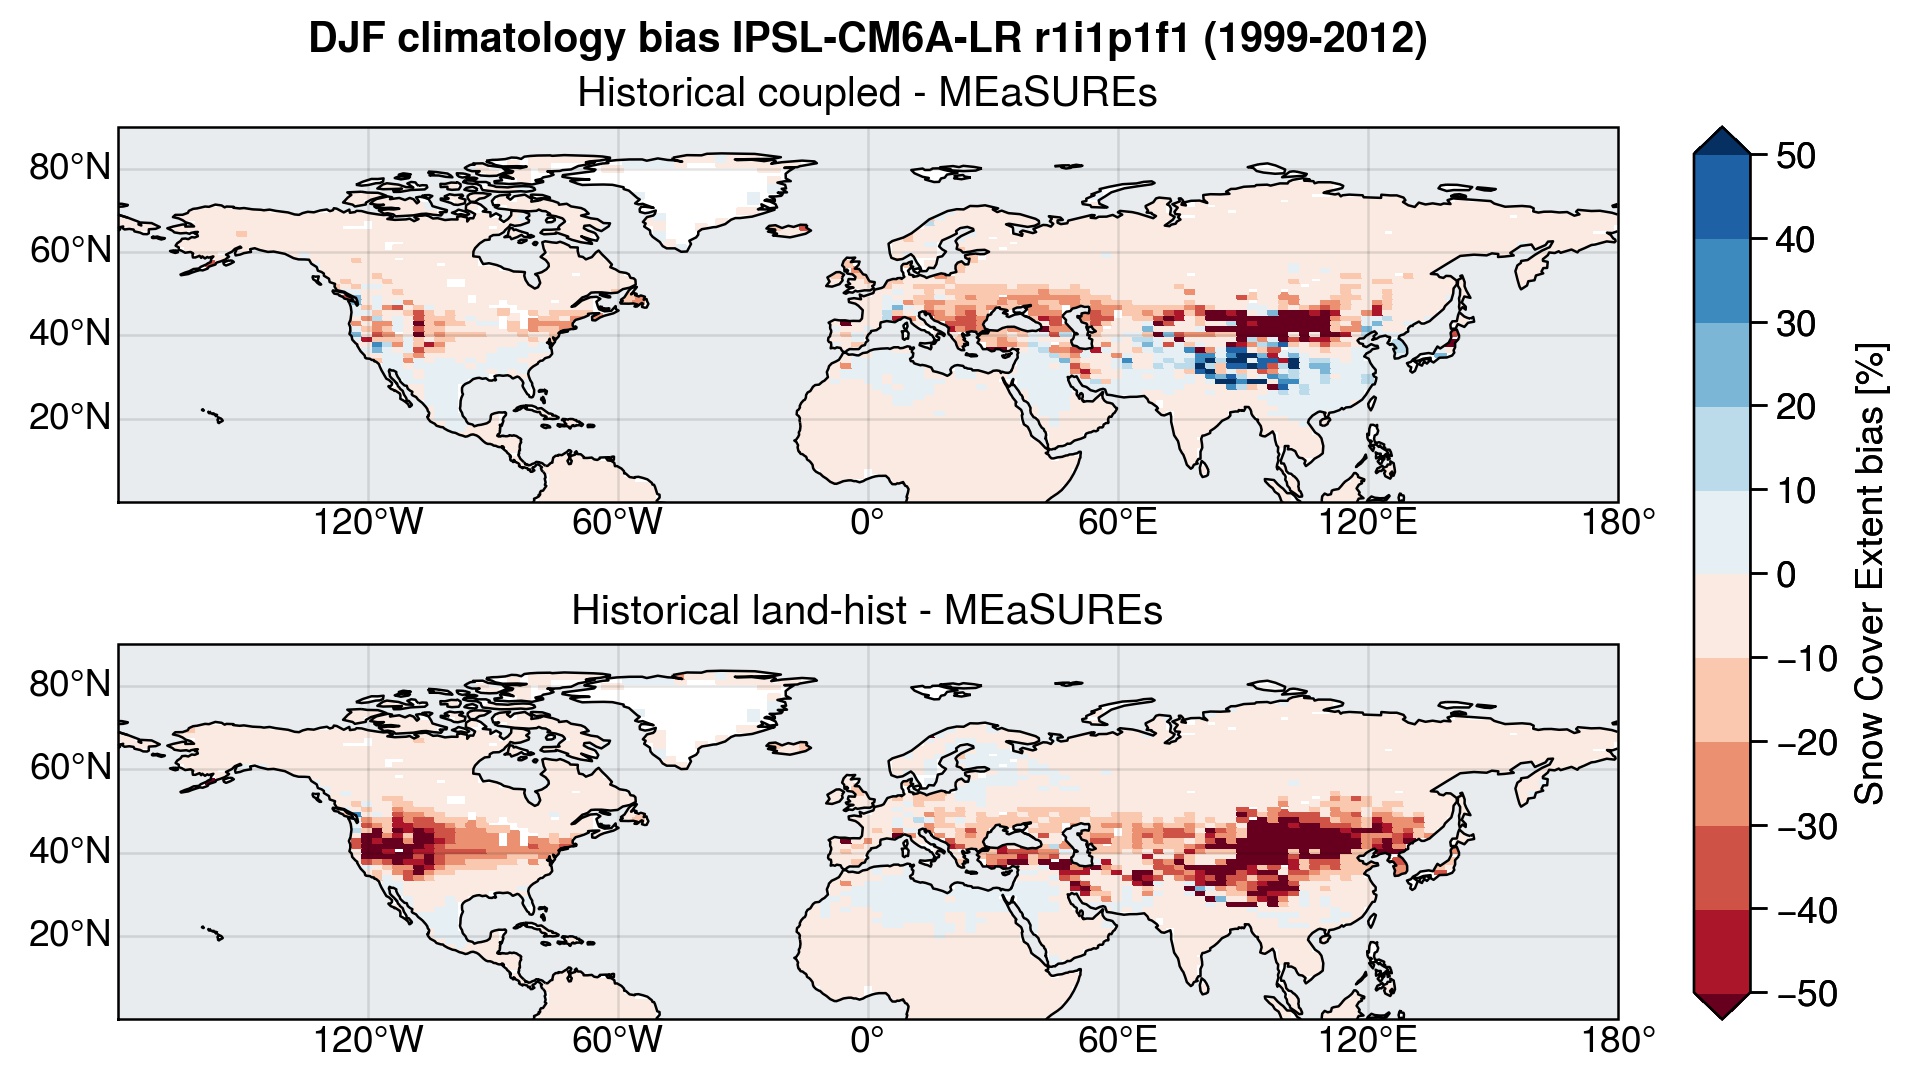 DJF climatology bias IPSL-CM6A-LR r1i1p1f1 (1999-2012)
Historical coupled - MEaSUREs
80°N
60°N
40°N
20°N
120°W 60°W 0° 60°E 120°E 180°
Historical land-hist - MEaSUREs
80°N
60°N
40°N
20°N
120°W 60°W 0° 60°E 120°E 180°
50
40
30
20
10
0
−10
−20
−30
−40
−50
Snow Cover Extent bias [%]